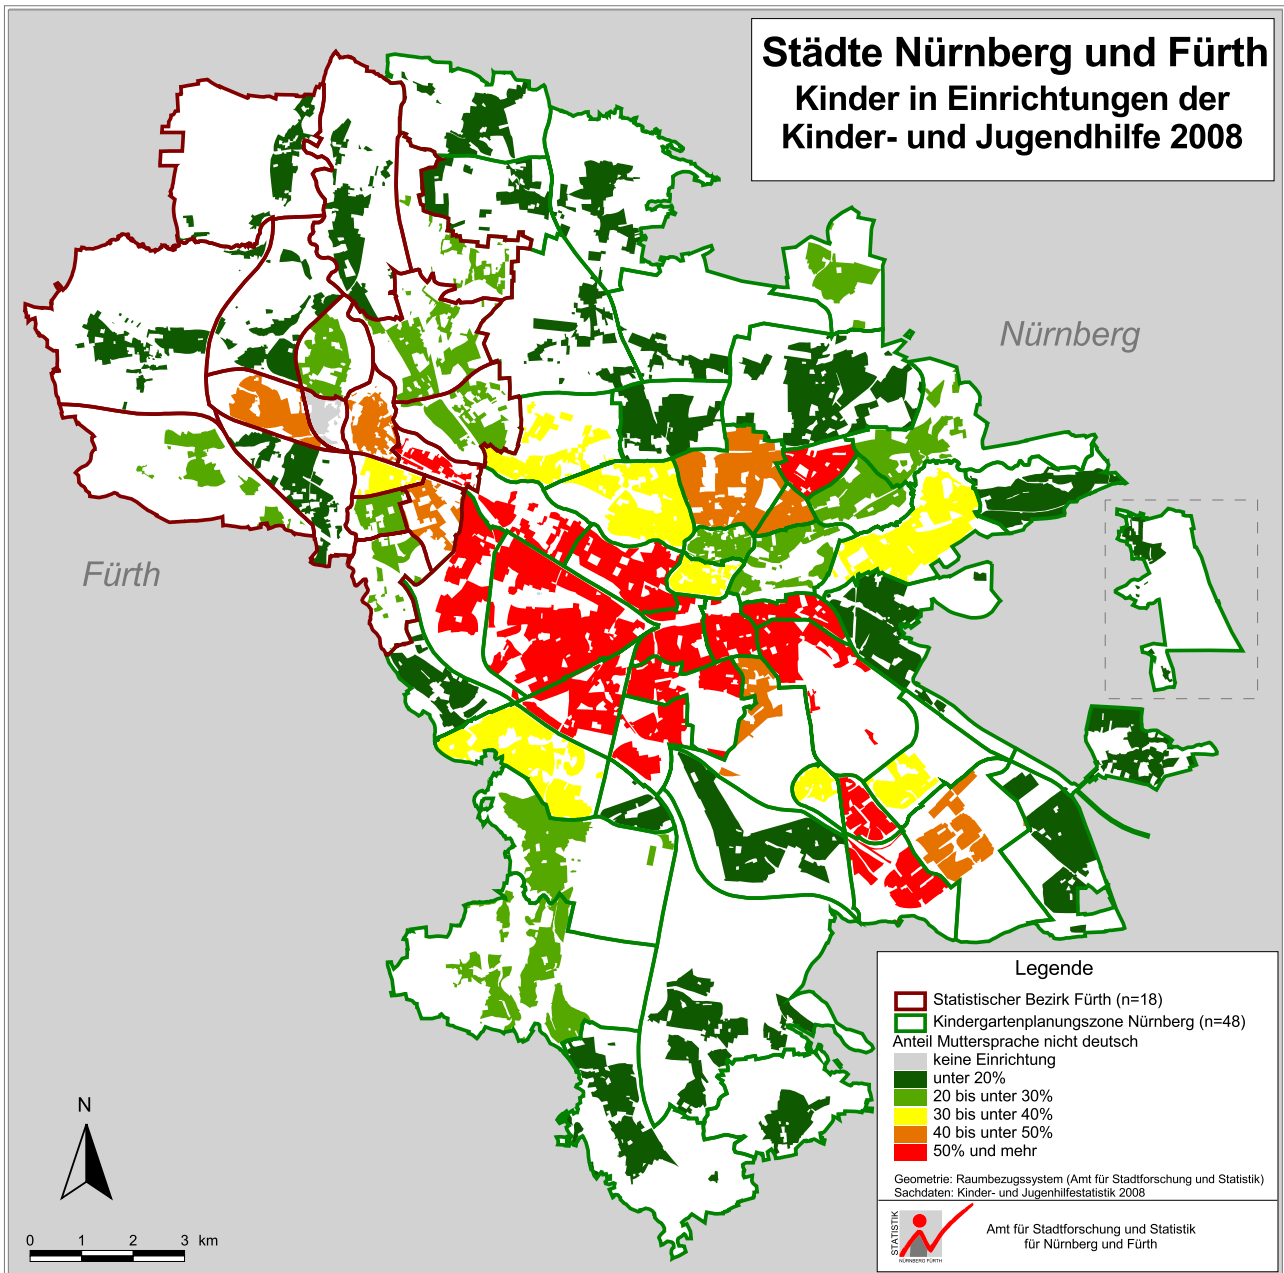 Städte Nürnberg und Fürth
Kinder in Einrichtungen der
Kinder- und Jugendhilfe 2008
Nürnberg
Fürth
Legende
Statistischer Bezirk Fürth (n=18)
Kindergartenplanungszone Nürnberg (n=48)
Anteil Muttersprache nicht deutsch
keine Einrichtung
unter 20%
20 bis unter 30%
30 bis unter 40%
40 bis unter 50%
50% und mehr
Geometrie: Raumbezugssystem (Amt für Stadtforschung und Statistik)
Sachdaten: Kinder- und Jugenhilfestatistik 2008
STATISTIK
NÜRNBERG FÜRTH
Amt für Stadtforschung und Statistik
für Nürnberg und Fürth
N
0 1 2 3 km